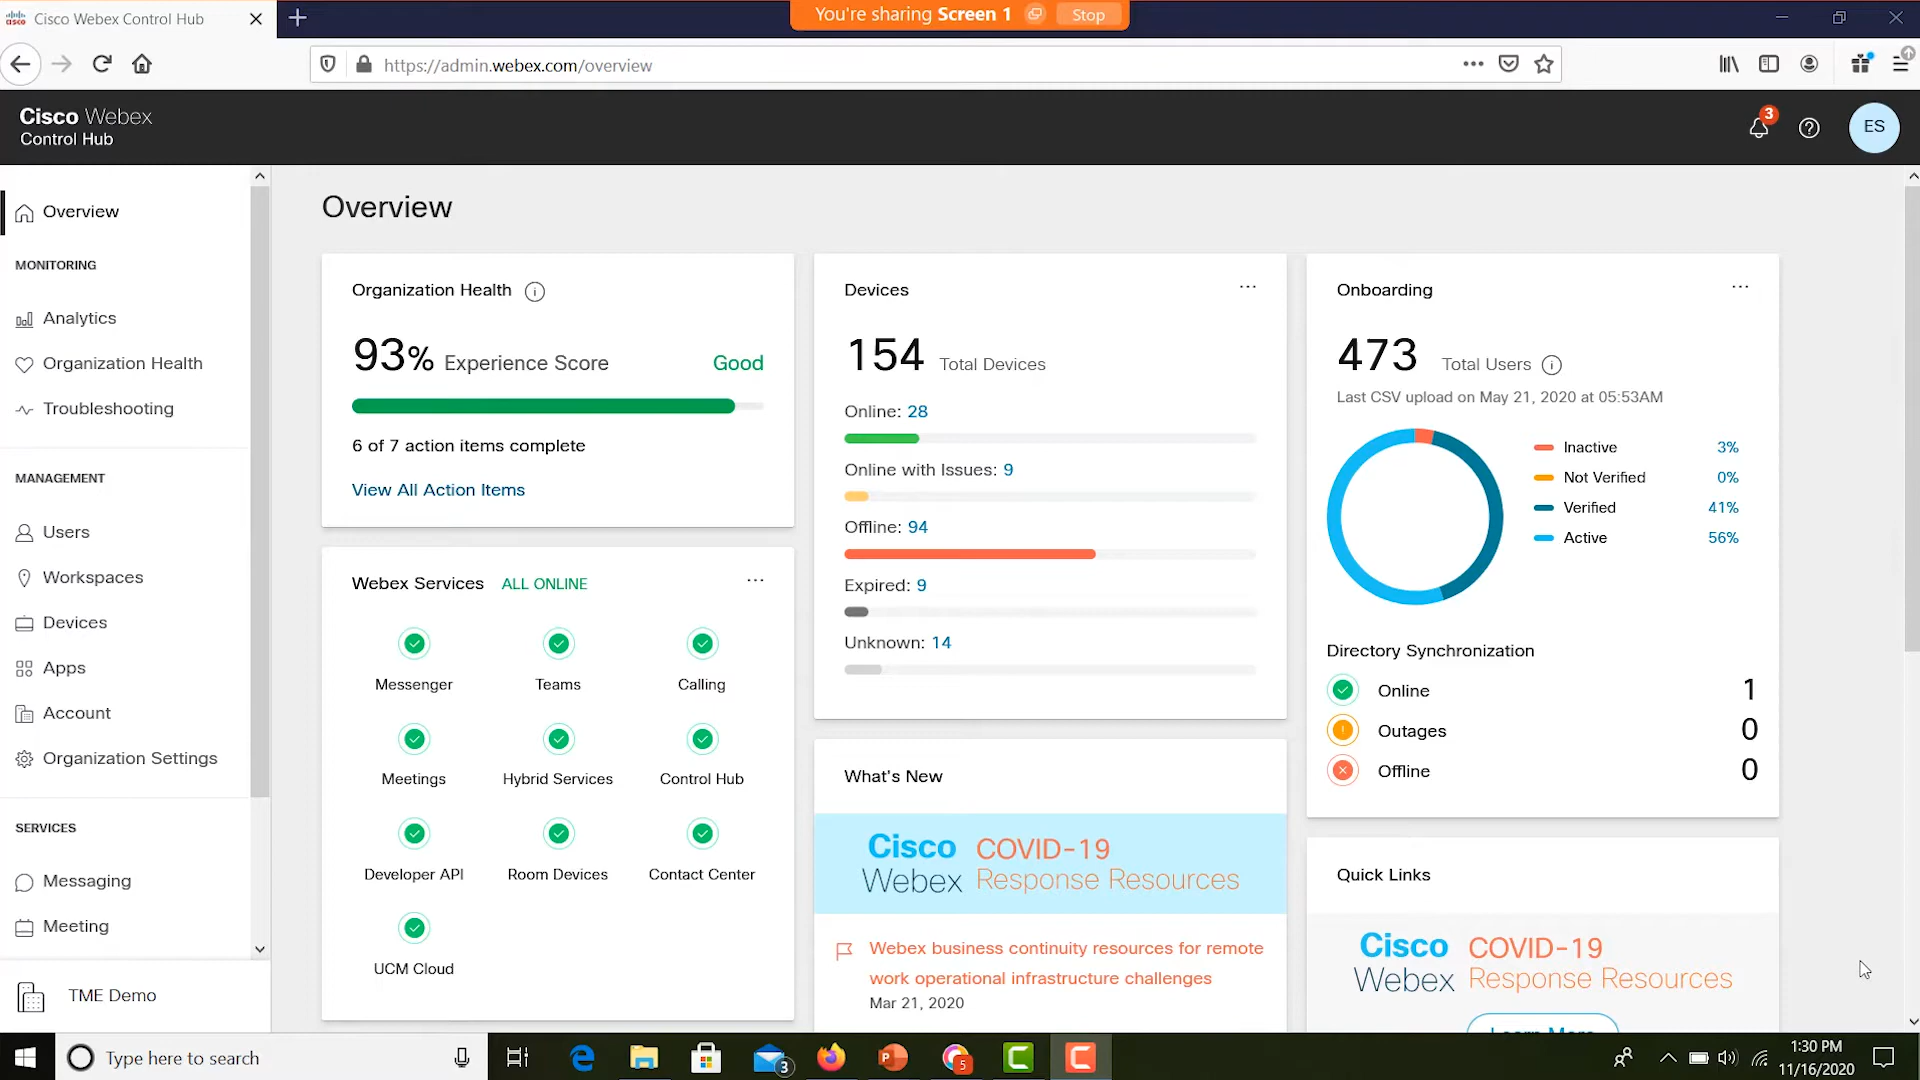 Cisco Webex Control Hub
You're sharing Screen 1
Stop
https://admin.webex.com/overview
Cisco Webex
Control Hub
3
ES
Overview
MONITORING
Analytics
Organization Health
Troubleshooting
MANAGEMENT
Users
Workspaces
Devices
Apps
Account
Organization Settings
SERVICES
Messaging
Meeting
TME Demo
Overview
Organization Health
93% Experience Score Good
6 of 7 action items complete
View All Action Items
Webex Services ALL ONLINE
Messenger Teams Calling
Meetings Hybrid Services Control Hub
Developer API Room Devices Contact Center
UCM Cloud
Devices
154 Total Devices
Online: 28
Online with Issues: 9
Offline: 94
Expired: 9
Unknown: 14
What's New
Cisco Webex
COVID-19
Response Resources
Webex business continuity resources for remote
work operational infrastructure challenges
Mar 21, 2020
Onboarding
473 Total Users
Last CSV upload on May 21, 2020 at 05:53AM
Inactive 3%
Not Verified 0%
Verified 41%
Active 56%
Directory Synchronization
Online 1
Outages 0
Offline 0
Quick Links
Cisco Webex
COVID-19
Response Resources
Learn More
Type here to search
3
5
1:30 PM
11/16/2020